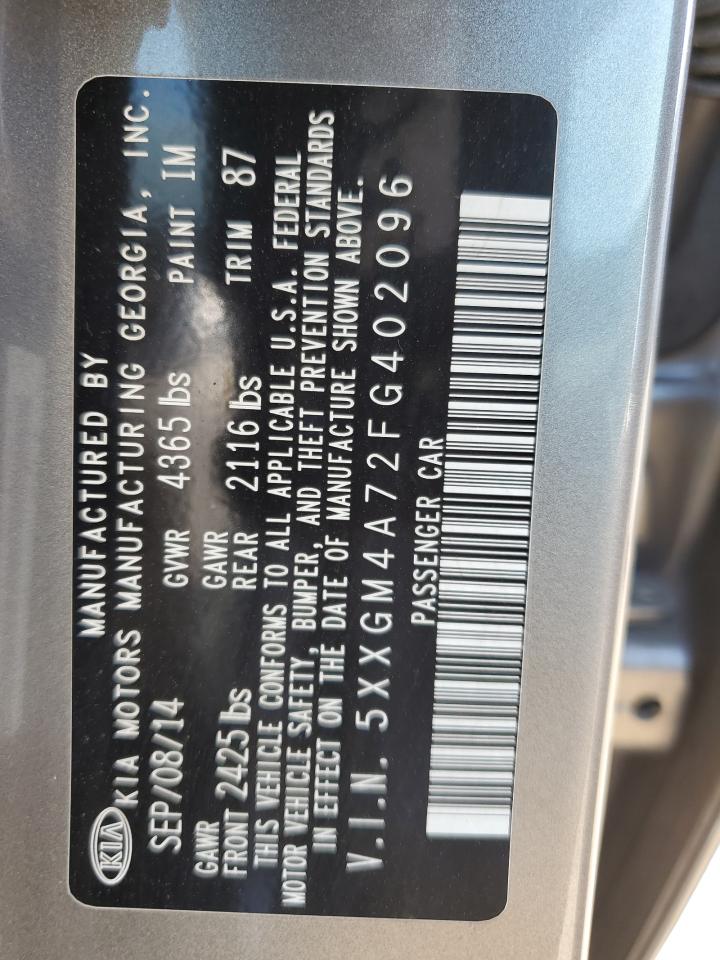 MANUFACTURED BY
KIA KIA MOTORS MANUFACTURING GEORGIA, INC.
SEP/08/14 GVWR 4365 lbs PAINT IM
GAWR GAWR
FRONT 2425 lbs REAR 2116 lbs TRIM 87
THIS VEHICLE CONFORMS TO ALL APPLICABLE U.S.A. FEDERAL
MOTOR VEHICLE SAFETY, BUMPER, AND THEFT PREVENTION STANDARDS
IN EFFECT ON THE DATE OF MANUFACTURE SHOWN ABOVE..
V.I.N. 5XXGM4A72FG402096
PASSENGER CAR